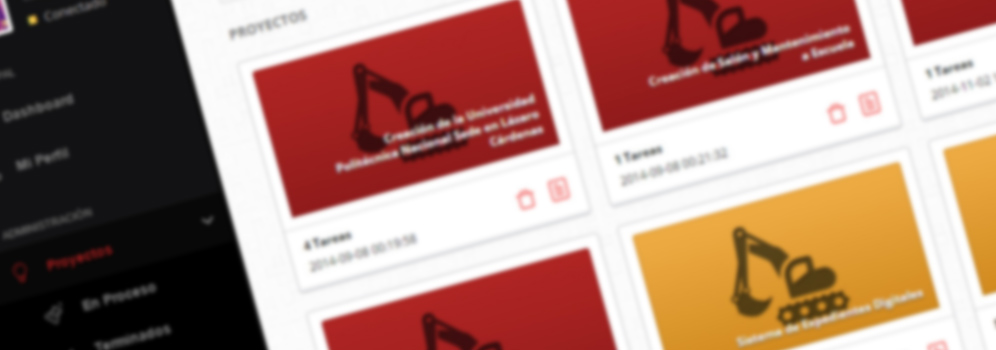 Conectado
Dashboard
Mi Perfil
ADMINISTRACIÓN
Proyectos
En Proceso
Terminados
PROYECTOS
Creación de la Universidad
Politécnica Nacional Sede en Lázaro
Cárdenas
4 Tareas
2014-09-08 00:19:58
Creación de Salón y Mantenimiento
a Escuela
1 Tareas
2014-09-08 00:21:32
1 Tareas
2014-11-02
Sistema de Expedientes Digitales